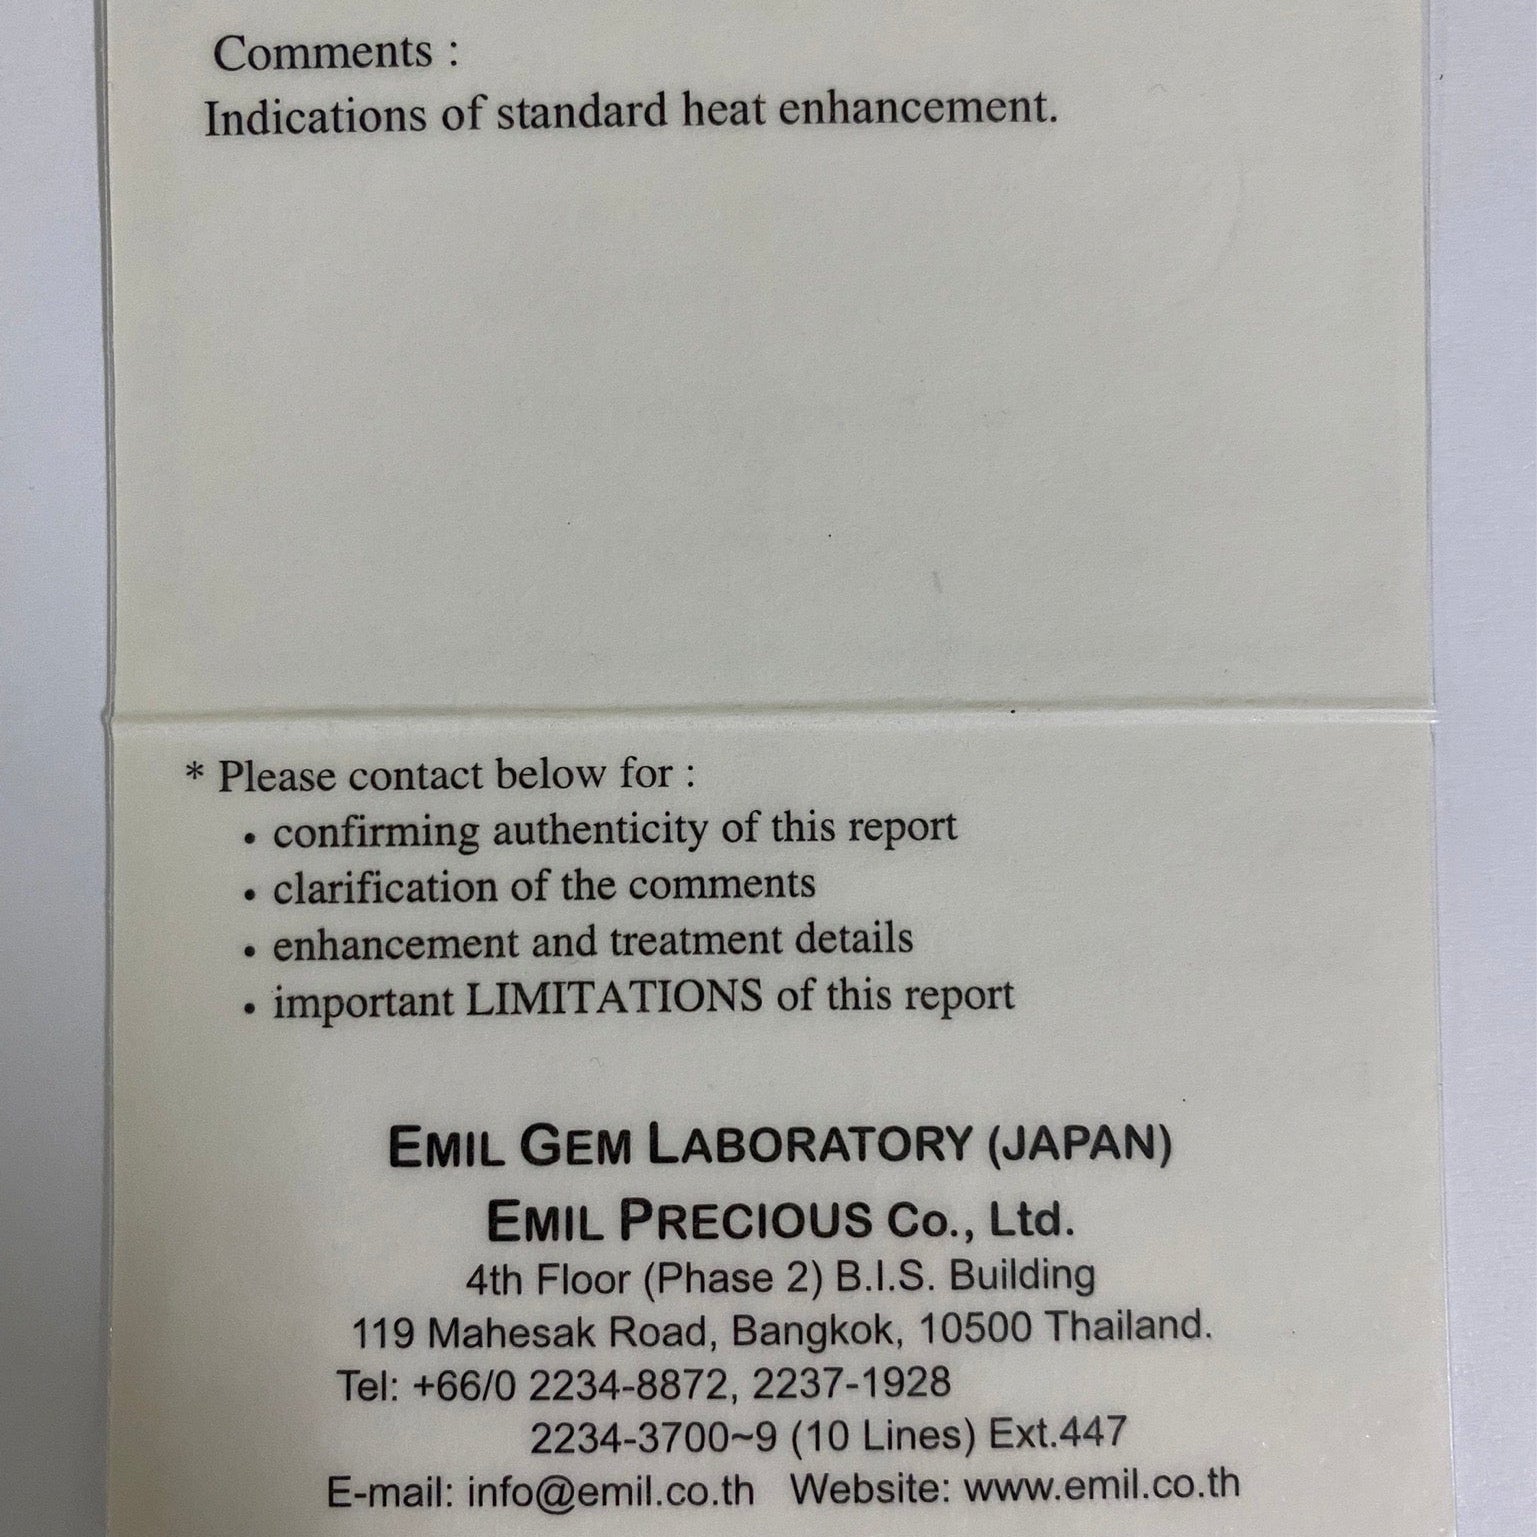 Comments :
Indications of standard heat enhancement.
* Please contact below for :
• confirming authenticity of this report
• clarification of the comments
• enhancement and treatment details
• important LIMITATIONS of this report
EMIL GEM LABORATORY (JAPAN)
EMIL PRECIOUS Co., Ltd.
4th Floor (Phase 2) B.I.S. Building
119 Mahesak Road, Bangkok, 10500 Thailand.
Tel: +66/0 2234-8872, 2237-1928
2234-3700~9 (10 Lines) Ext.447
E-mail: info@emil.co.th Website: www.emil.co.th